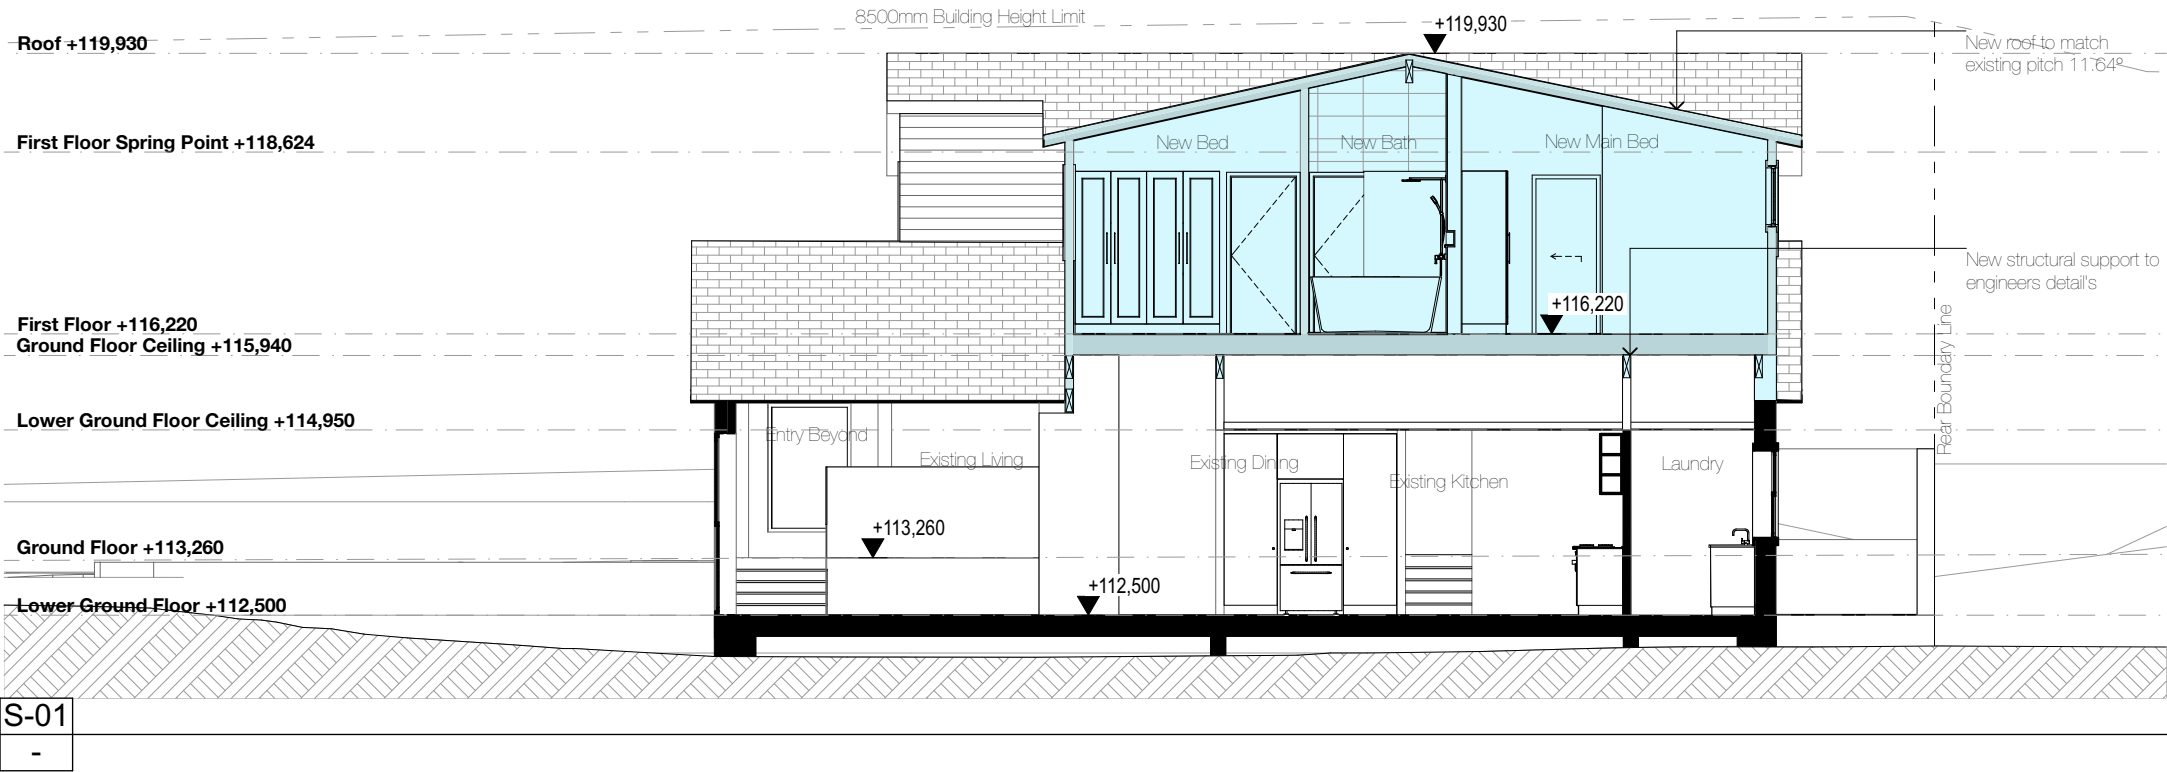 8500mm Building Height Limit
+119,930
Roof +119,930
New roof to match
existing pitch 11.64º
First Floor Spring Point +118,624
New Bed
New Bath
New Main Bed
New structural support to
engineers detail's
+116,220
First Floor +116,220
Ground Floor Ceiling +115,940
Rear Boundary Line
Lower Ground Floor Ceiling +114,950
Entry Beyond
Existing Living
Existing Dining
Existing Kitchen
Laundry
+113,260
Ground Floor +113,260
+112,500
Lower Ground Floor +112,500
S-01
-